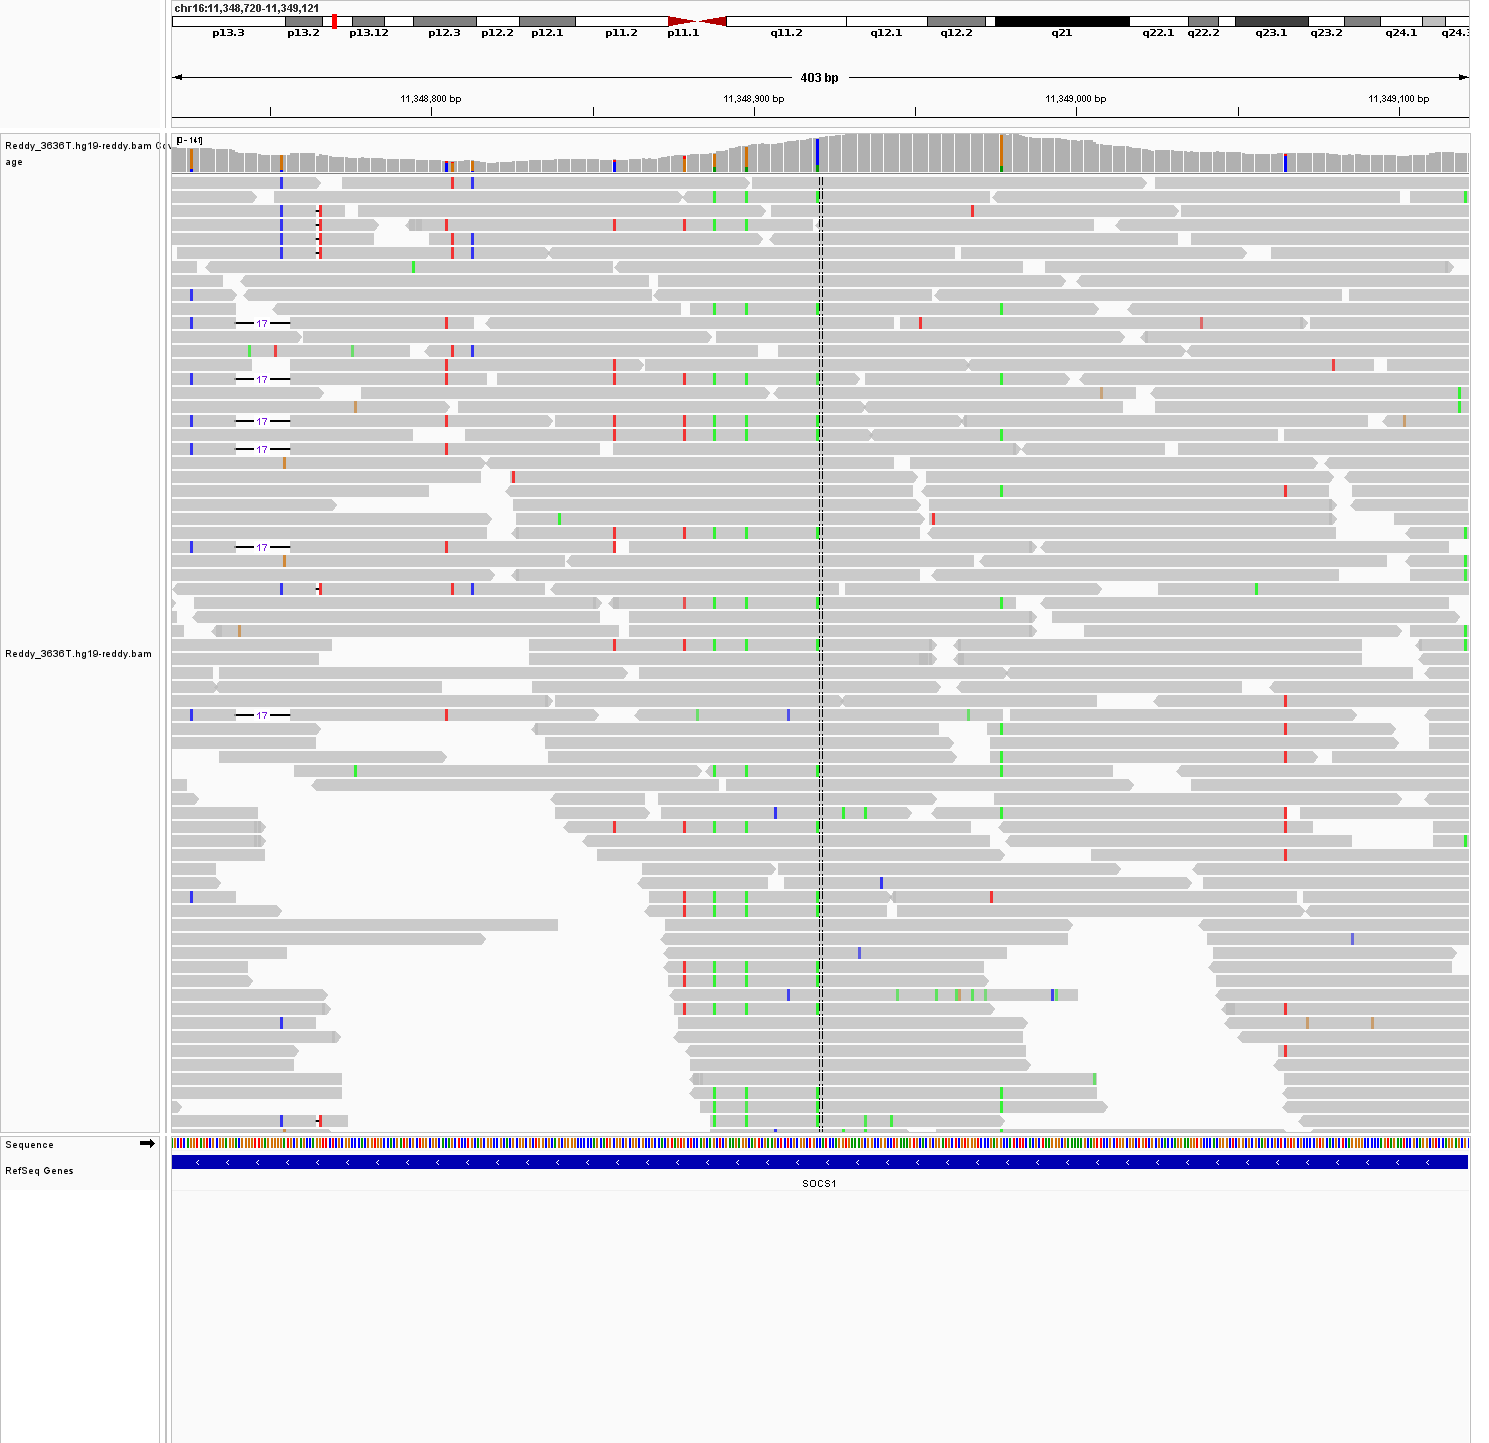 chr16:11,348,720-11,349,121
p13.3 p13.2 p13.12 p12.3 p12.2 p12.1 p11.2 p11.1 q11.2 q12.1 q12.2 q21 q22.1 q22.2 q23.1 q23.2 q24.1 q24.3
403 bp
11,348,800 bp 11,348,900 bp 11,349,000 bp 11,349,100 bp
Reddy_3636T.hg19-reddy.bam Cov
age
[0 - 141]
17
17
17
17
17
Reddy_3636T.hg19-reddy.bam
17
Sequence
RefSeq Genes
SOCS1